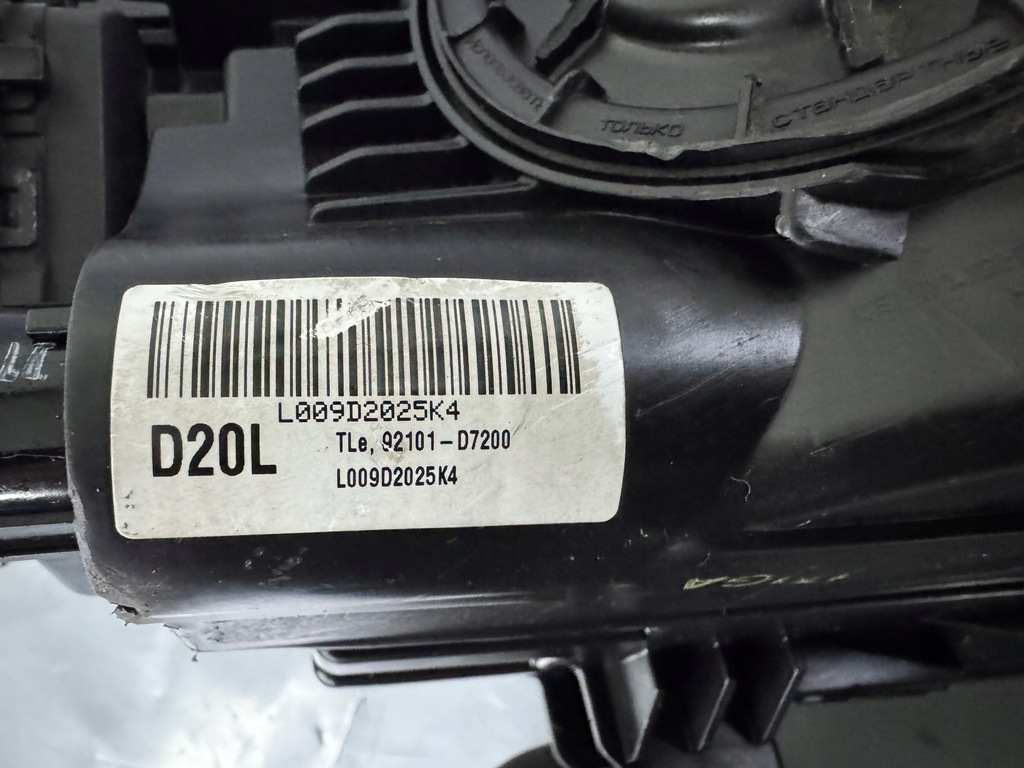 ТОЛЬКО
СТАНДАРТНЫЕ
L009D2025K4
D20L
TLe, 92101-D7200
L009D2025K4